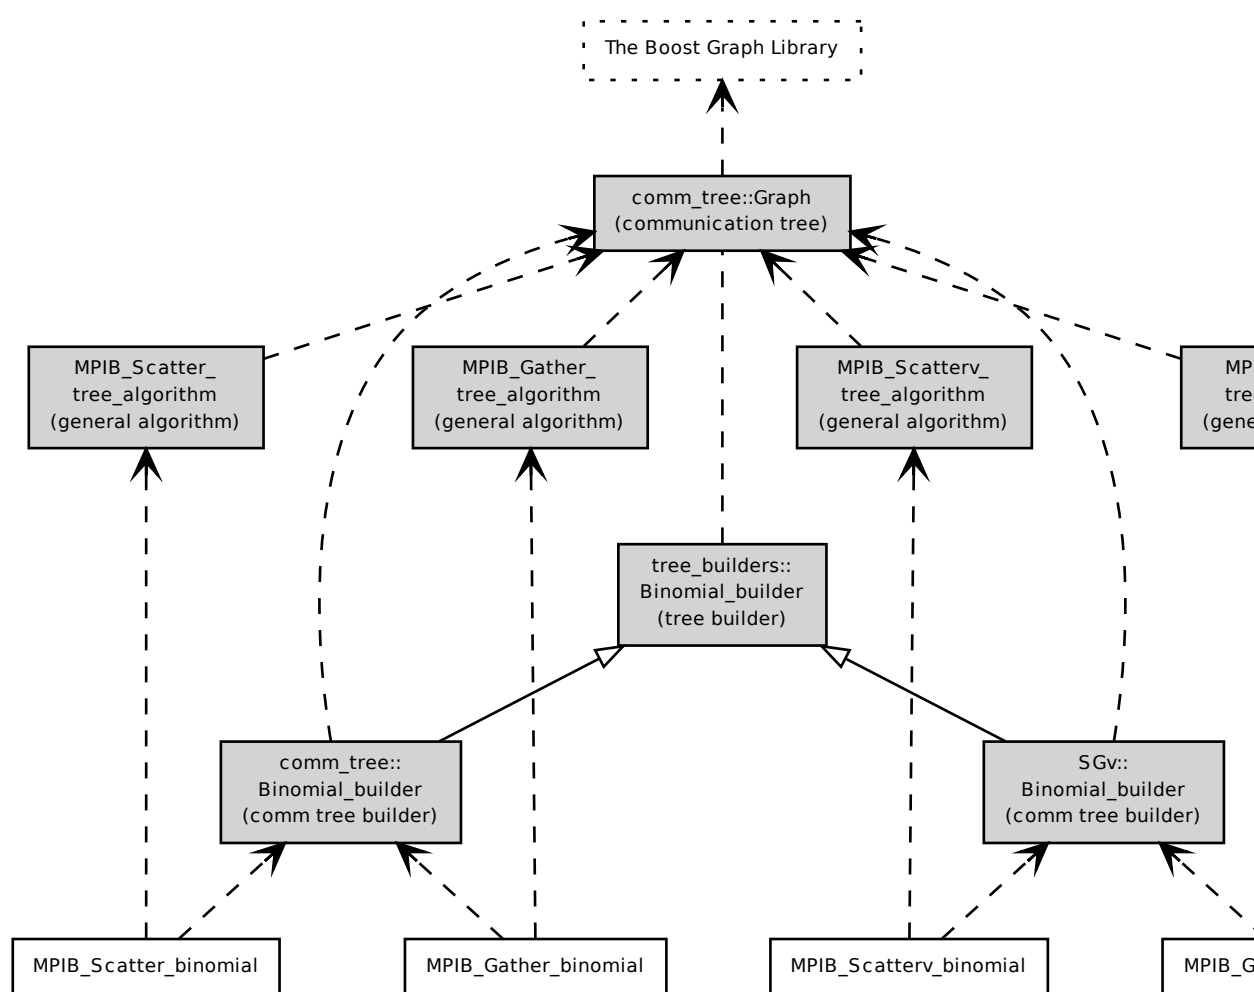 The Boost Graph Library
comm_tree::Graph
(communication tree)
MPIB_Scatter_
tree_algorithm
(general algorithm)
MPIB_Gather_
tree_algorithm
(general algorithm)
MPIB_Scatterv_
tree_algorithm
(general algorithm)
tree_builders::
Binomial_builder
(tree builder)
comm_tree::
Binomial_builder
(comm tree builder)
SGv::
Binomial_builder
(comm tree builder)
MPIB_Scatter_binomial
MPIB_Gather_binomial
MPIB_Scatterv_binomial